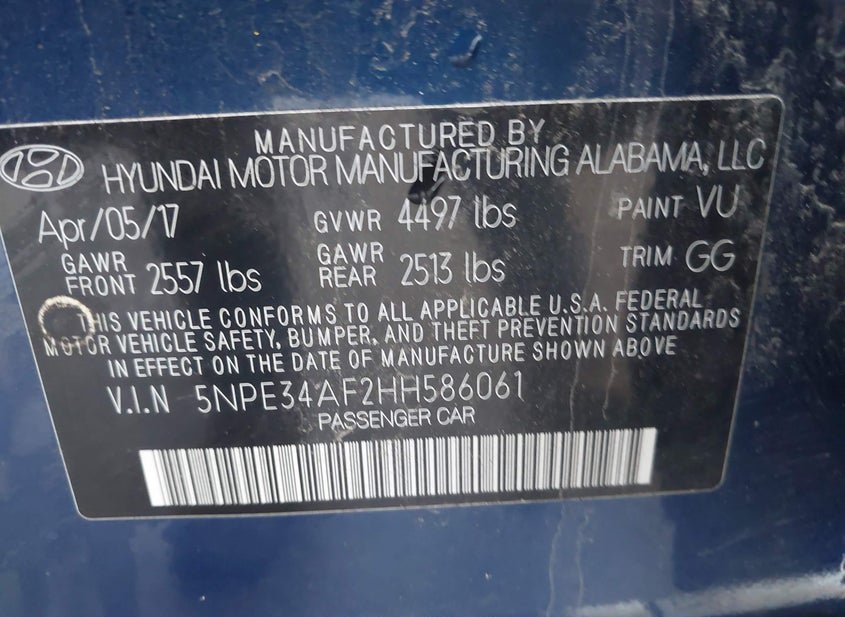 MANUFACTURED BY
HYUNDAI MOTOR MANUFACTURING ALABAMA, LLC
Apr/05/17 GVWR 4497 lbs PAINT VU
GAWR FRONT 2557 lbs GAWR REAR 2513 lbs TRIM GG
THIS VEHICLE CONFORMS TO ALL APPLICABLE U.S.A. FEDERAL
MOTOR VEHICLE SAFETY, BUMPER, AND THEFT PREVENTION STANDARDS
IN EFFECT ON THE DATE OF MANUFACTURE SHOWN ABOVE
V.I.N 5NPE34AF2HH586061
PASSENGER CAR